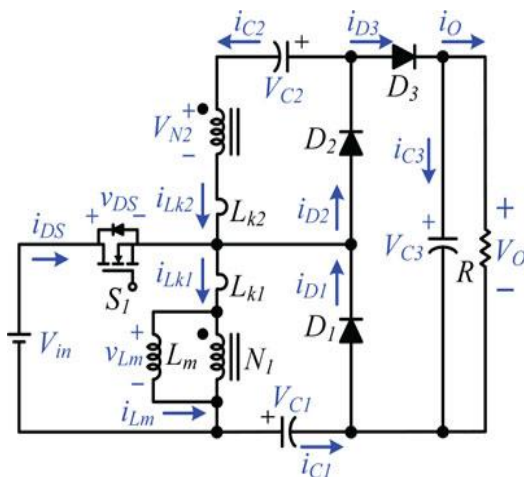 i_C2 i_D3 i_O
+ V_C2 D_3
+ V_N2 - D_2 i_C3
i_DS + v_DS - i_Lk2 L_k2 i_D2 + V_C3 R + V_O -
S_1 i_Lk1 L_k1 i_D1
V_in + v_Lm - L_m N_1 D_1
i_Lm + V_C1
i_C1